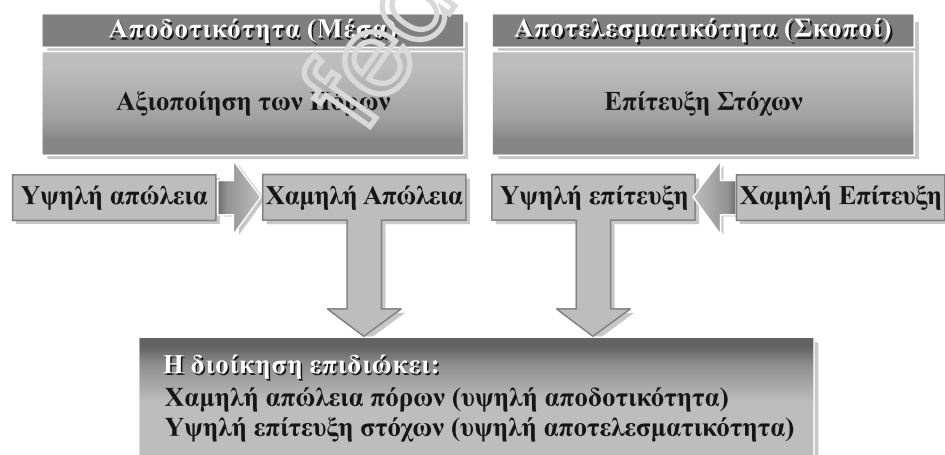 Αποδοτικότητα (Μέσα)
Αποτελεσματικότητα (Σκοποί)
Αξιοποίηση των Πόρων
Επίτευξη Στόχων
Υψηλή απώλεια
Χαμηλή Απώλεια
Υψηλή επίτευξη
Χαμηλή Επίτευξη
Η διοίκηση επιδιώκει:
Χαμηλή απώλεια πόρων (υψηλή αποδοτικότητα)
Υψηλή επίτευξη στόχων (υψηλή αποτελεσματικότητα)